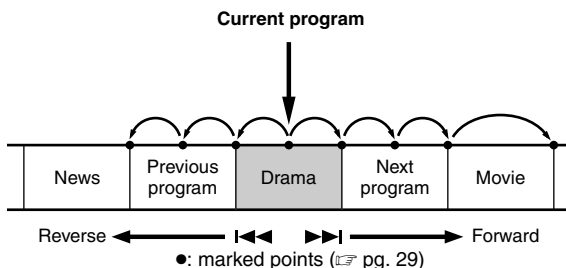 Current program
News
Previous
program
Drama
Next
program
Movie
Reverse
Forward
●: marked points (☞ pg. 29)